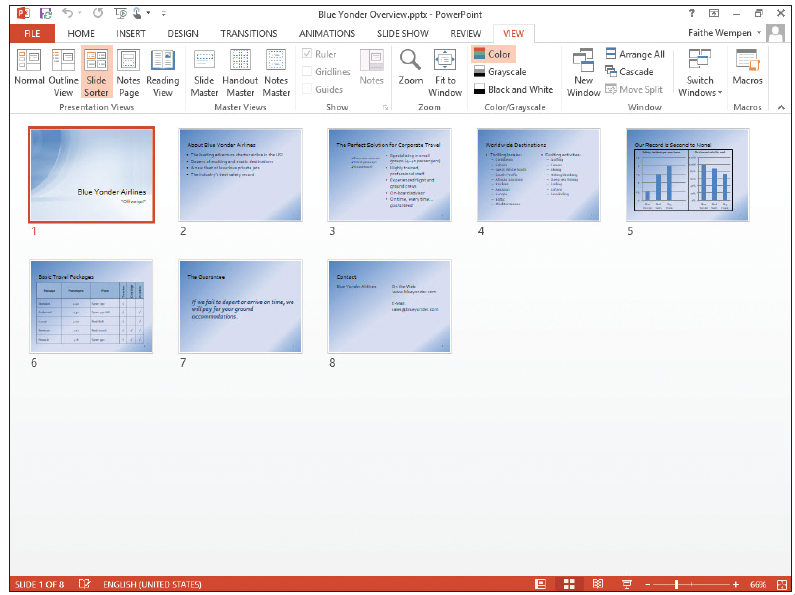 Blue Yonder Overview.pptx - PowerPoint
?
FILE HOME INSERT DESIGN TRANSITIONS ANIMATIONS SLIDE SHOW REVIEW VIEW Faithe Wempen
Normal Outline View Slide Sorter Notes Page Reading View
Presentation Views
Slide Master Handout Master Notes Master
Master Views
Ruler
Gridlines
Guides
Notes
Show
Zoom Fit to Window
Zoom
Color
Grayscale
Black and White
Color/Grayscale
New Window
Arrange All
Cascade
Move Split
Switch Windows
Window
Macros
Macros
Blue Yonder Airlines
1
About Blue Yonder Airlines
2
The Perfect Solution for Corporate Travel
3
Worldwide Destinations
4
Our Record is Second to None!
5
Basic Travel Packages
6
The Guarantee
If we fail to depart or arrive on time, we
will pay for your ground
accommodations.
7
Contact
Blue Yonder Airlines
On the Web:
www.blueyonder.com
E-Mail:
sales@blueyonder.com
8
SLIDE 1 OF 8 ENGLISH (UNITED STATES) 66%